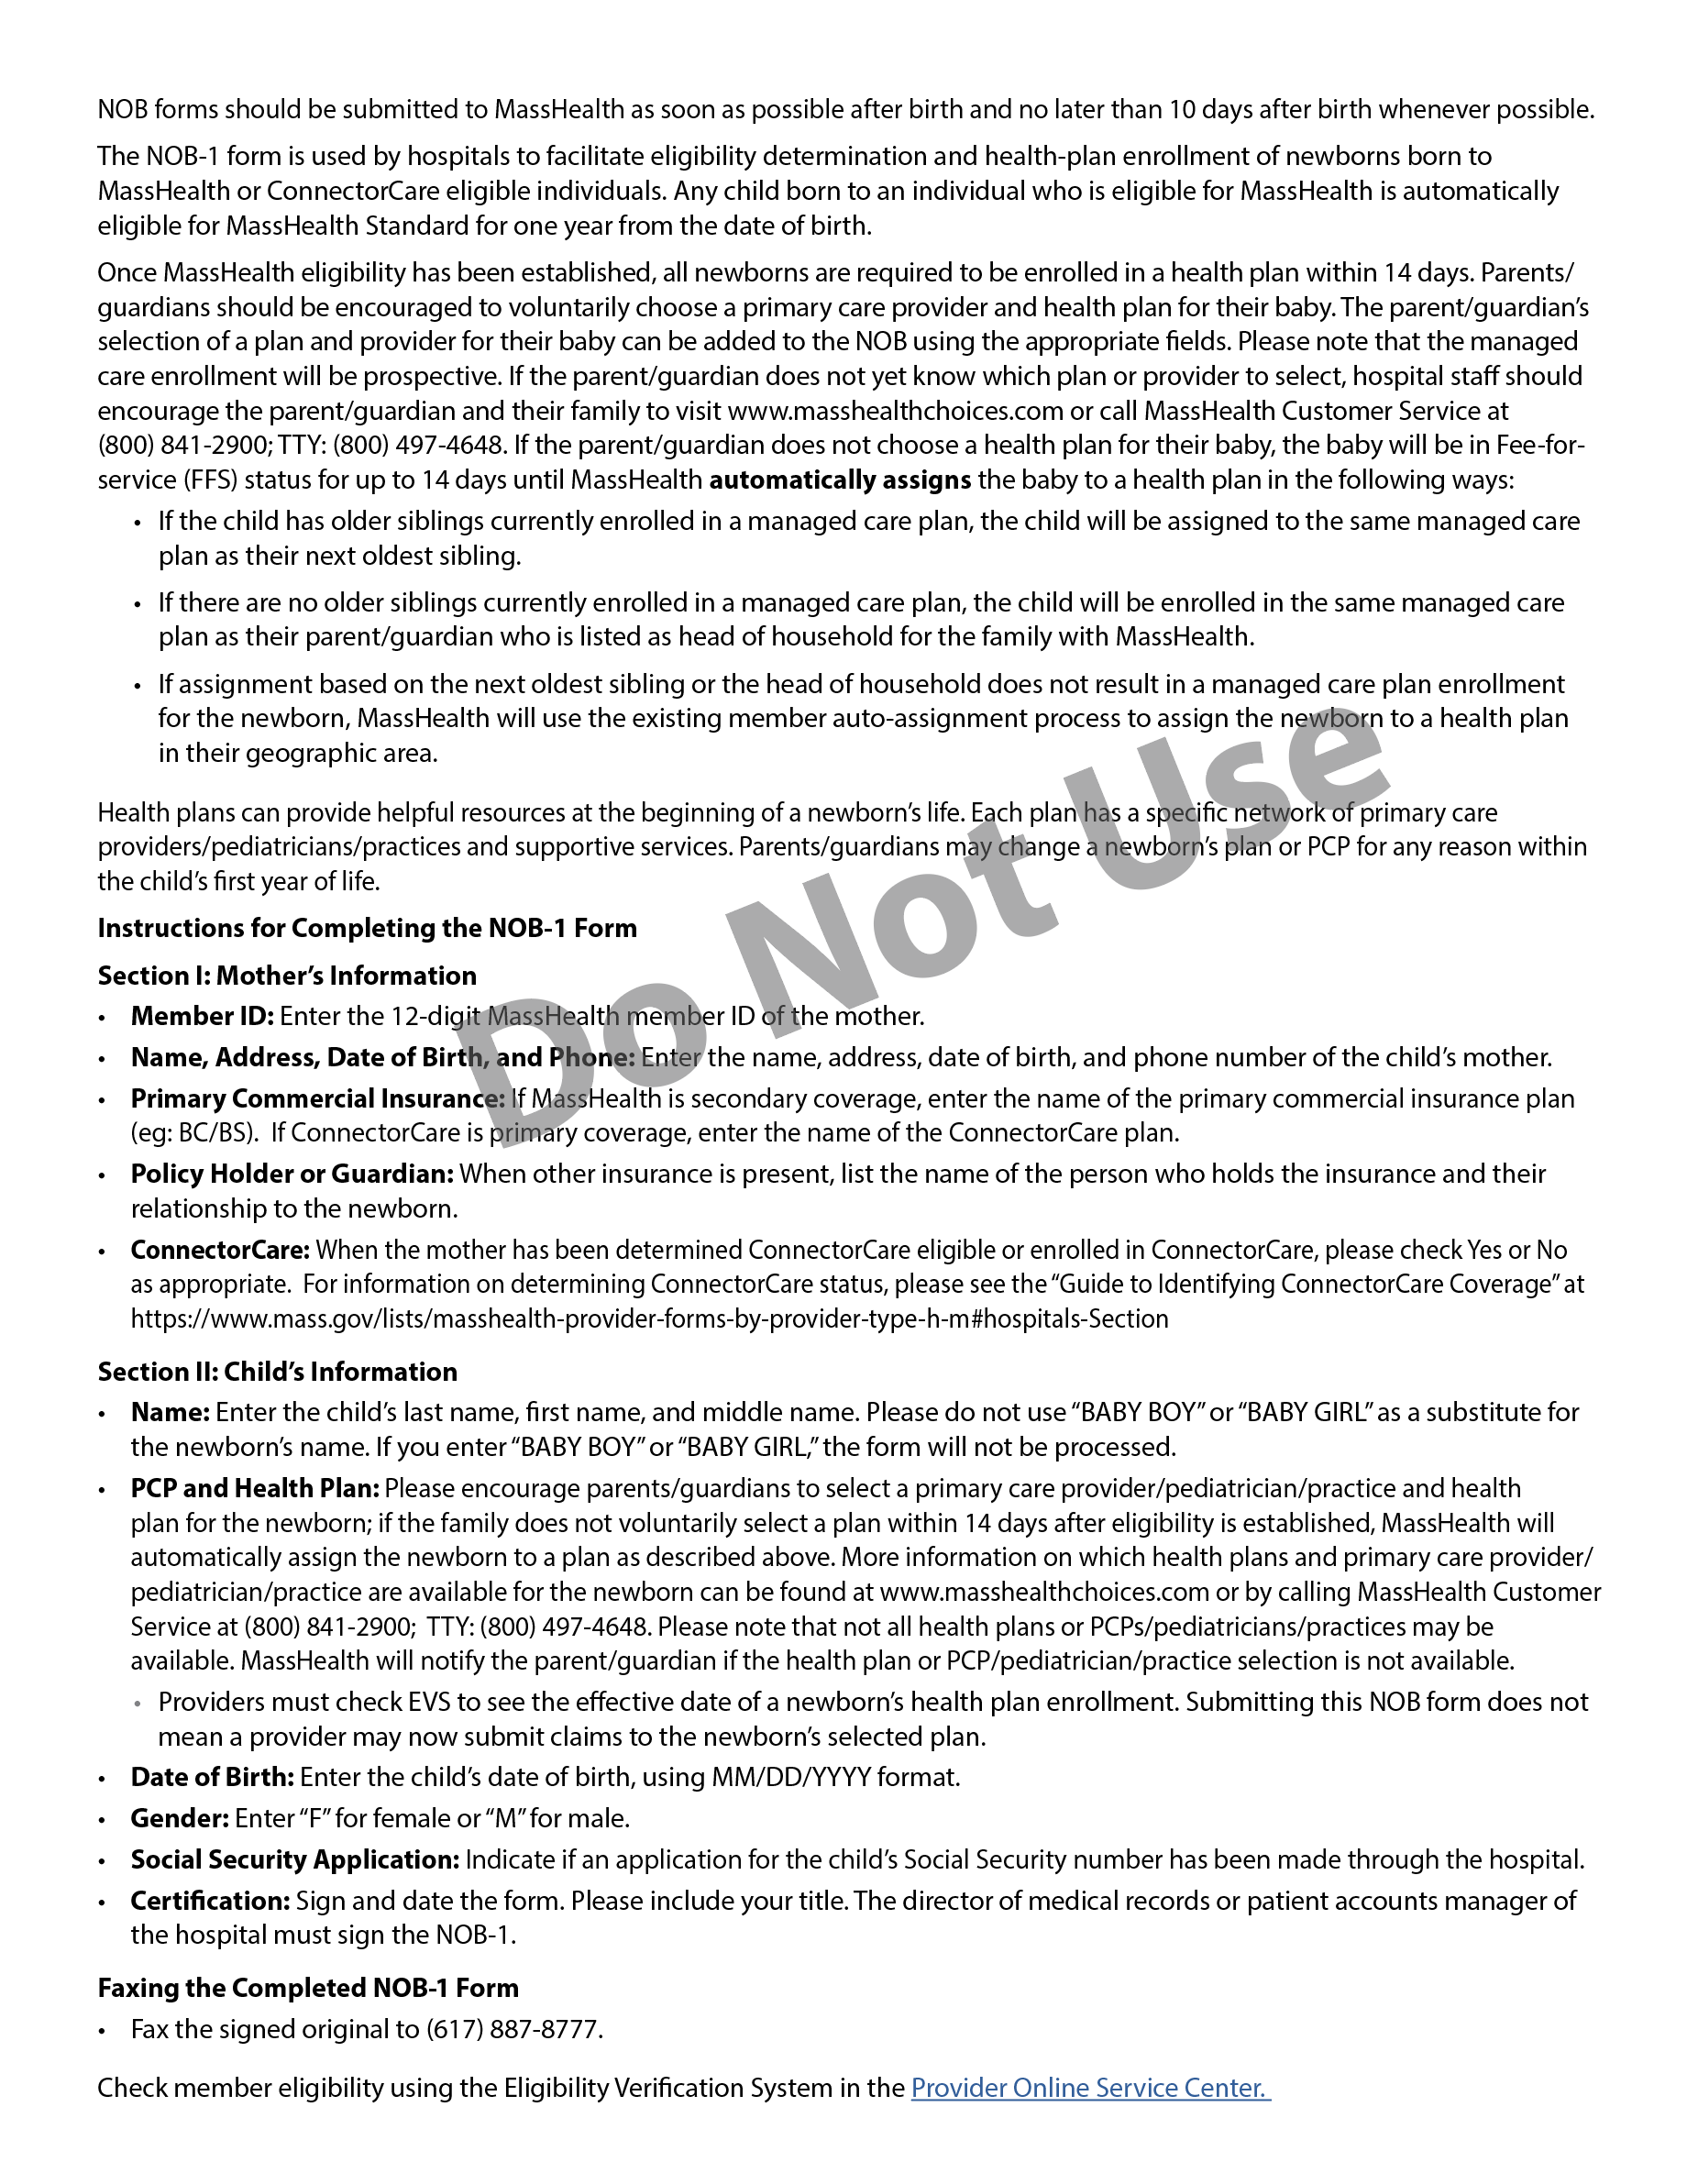 NOB forms should be submitted to MassHealth as soon as possible after birth and no later than 10 days after birth whenever possible.
The NOB-1 form is used by hospitals to facilitate eligibility determination and health-plan enrollment of newborns born to
MassHealth or ConnectorCare eligible individuals. Any child born to an individual who is eligible for MassHealth is automatically
eligible for MassHealth Standard for one year from the date of birth.
Once MassHealth eligibility has been established, all newborns are required to be enrolled in a health plan within 14 days. Parents/
guardians should be encouraged to voluntarily choose a primary care provider and health plan for their baby. The parent/guardian’s
selection of a plan and provider for their baby can be added to the NOB using the appropriate fields. Please note that the managed
care enrollment will be prospective. If the parent/guardian does not yet know which plan or provider to select, hospital staff should
encourage the parent/guardian and their family to visit www.masshealthchoices.com or call MassHealth Customer Service at
(800) 841-2900; TTY: (800) 497-4648. If the parent/guardian does not choose a health plan for their baby, the baby will be in Fee-for-
service (FFS) status for up to 14 days until MassHealth automatically assigns the baby to a health plan in the following ways:
• If the child has older siblings currently enrolled in a managed care plan, the child will be assigned to the same managed care
plan as their next oldest sibling.
• If there are no older siblings currently enrolled in a managed care plan, the child will be enrolled in the same managed care
plan as their parent/guardian who is listed as head of household for the family with MassHealth.
• If assignment based on the next oldest sibling or the head of household does not result in a managed care plan enrollment
for the newborn, MassHealth will use the existing member auto-assignment process to assign the newborn to a health plan
in their geographic area.
Health plans can provide helpful resources at the beginning of a newborn’s life. Each plan has a specific network of primary care
providers/pediatricians/practices and supportive services. Parents/guardians may change a newborn’s plan or PCP for any reason within
the child’s first year of life.
Do Not Use
Instructions for Completing the NOB-1 Form
Section I: Mother’s Information
• Member ID: Enter the 12-digit MassHealth member ID of the mother.
• Name, Address, Date of Birth, and Phone: Enter the name, address, date of birth, and phone number of the child’s mother.
• Primary Commercial Insurance: If MassHealth is secondary coverage, enter the name of the primary commercial insurance plan
(eg: BC/BS). If ConnectorCare is primary coverage, enter the name of the ConnectorCare plan.
• Policy Holder or Guardian: When other insurance is present, list the name of the person who holds the insurance and their
relationship to the newborn.
• ConnectorCare: When the mother has been determined ConnectorCare eligible or enrolled in ConnectorCare, please check Yes or No
as appropriate. For information on determining ConnectorCare status, please see the “Guide to Identifying ConnectorCare Coverage” at
https://www.mass.gov/lists/masshealth-provider-forms-by-provider-type-h-m#hospitals-Section
Section II: Child’s Information
• Name: Enter the child’s last name, first name, and middle name. Please do not use “BABY BOY” or “BABY GIRL” as a substitute for
the newborn’s name. If you enter “BABY BOY” or “BABY GIRL,” the form will not be processed.
• PCP and Health Plan: Please encourage parents/guardians to select a primary care provider/pediatrician/practice and health
plan for the newborn; if the family does not voluntarily select a plan within 14 days after eligibility is established, MassHealth will
automatically assign the newborn to a plan as described above. More information on which health plans and primary care provider/
pediatrician/practice are available for the newborn can be found at www.masshealthchoices.com or by calling MassHealth Customer
Service at (800) 841-2900; TTY: (800) 497-4648. Please note that not all health plans or PCPs/pediatricians/practices may be
available. MassHealth will notify the parent/guardian if the health plan or PCP/pediatrician/practice selection is not available.
• Providers must check EVS to see the effective date of a newborn’s health plan enrollment. Submitting this NOB form does not
mean a provider may now submit claims to the newborn’s selected plan.
• Date of Birth: Enter the child’s date of birth, using MM/DD/YYYY format.
• Gender: Enter “F” for female or “M” for male.
• Social Security Application: Indicate if an application for the child’s Social Security number has been made through the hospital.
• Certification: Sign and date the form. Please include your title. The director of medical records or patient accounts manager of
the hospital must sign the NOB-1.
Faxing the Completed NOB-1 Form
• Fax the signed original to (617) 887-8777.
Check member eligibility using the Eligibility Verification System in the Provider Online Service Center.